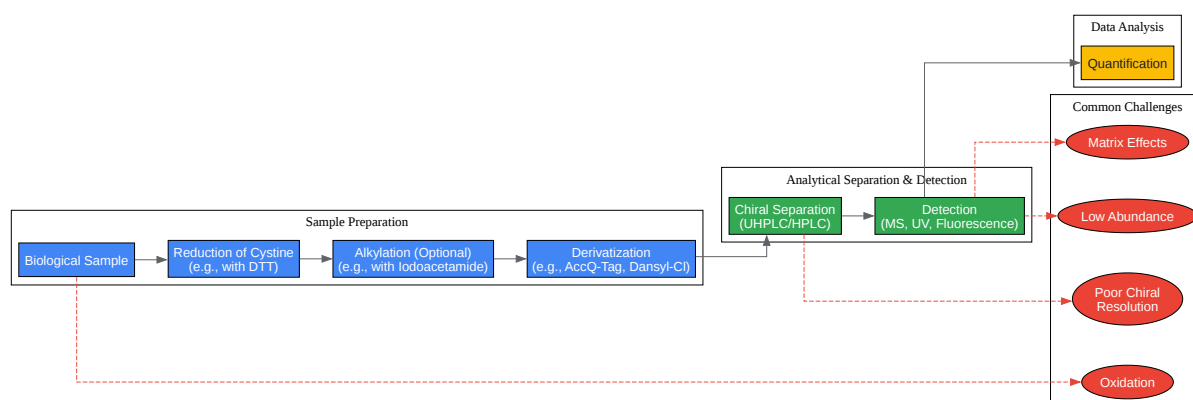 Data Analysis
Quantification
Common Challenges
Matrix Effects
Analytical Separation & Detection
Chiral Separation
(UHPLC/HPLC)
Detection
(MS, UV, Fluorescence)
Low Abundance
Sample Preparation
Biological Sample
Reduction of Cystine
(e.g., with DTT)
Alkylation (Optional)
(e.g., with Iodoacetamide)
Derivatization
(e.g., AccQ-Tag, Dansyl-Cl)
Poor Chiral
Resolution
Oxidation